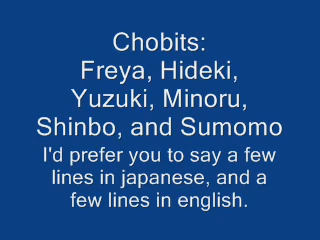 Chobits:
Freya, Hideki,
Yuzuki, Minoru,
Shinbo, and Sumomo
I'd prefer you to say a few
lines in japanese, and a
few lines in english.